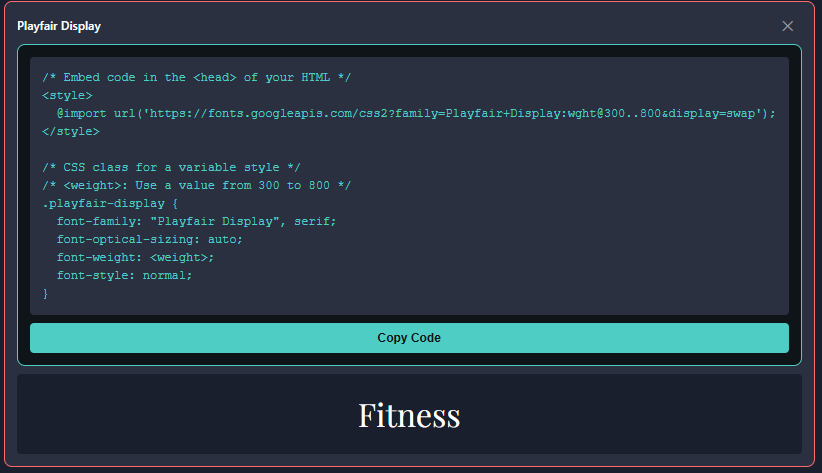 Playfair Display
/* Embed code in the <head> of your HTML */
<style>
  @import url('https://fonts.googleapis.com/css2?family=Playfair+Display:wght@300..800&display=swap');
</style>

/* CSS class for a variable style */
/* <weight>: Use a value from 300 to 800 */
.playfair-display {
  font-family: "Playfair Display", serif;
  font-optical-sizing: auto;
  font-weight: <weight>;
  font-style: normal;
}
Copy Code
Fitness